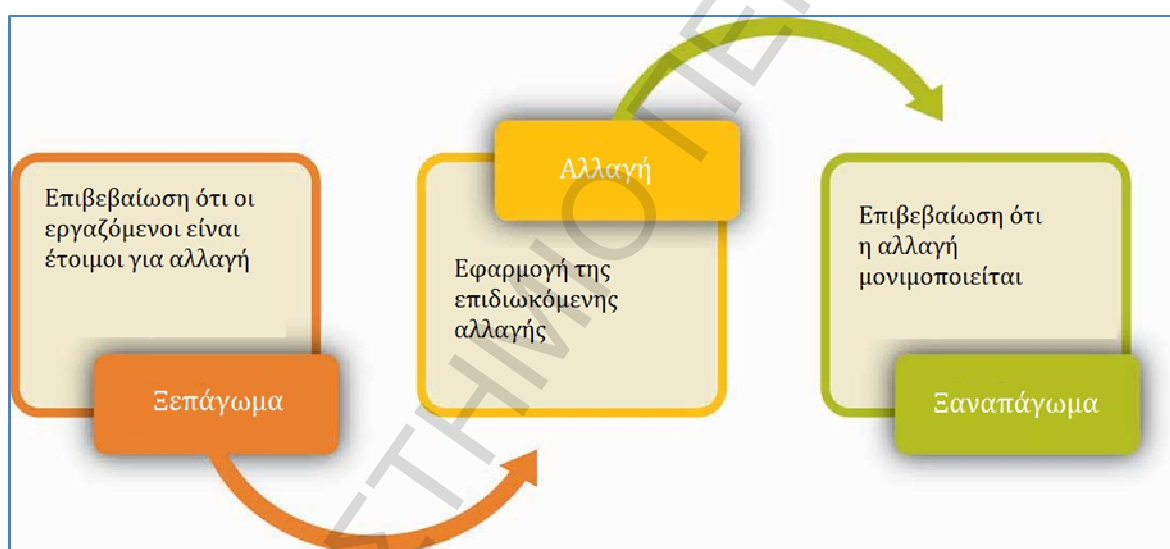 Επιβεβαίωση ότι οι
εργαζόμενοι είναι
έτοιμοι για αλλαγή
Ξεπάγωμα
Αλλαγή
Εφαρμογή της
επιδιωκόμενης
αλλαγής
Επιβεβαίωση ότι
η αλλαγή
μονιμοποιείται
Ξαναπάγωμα